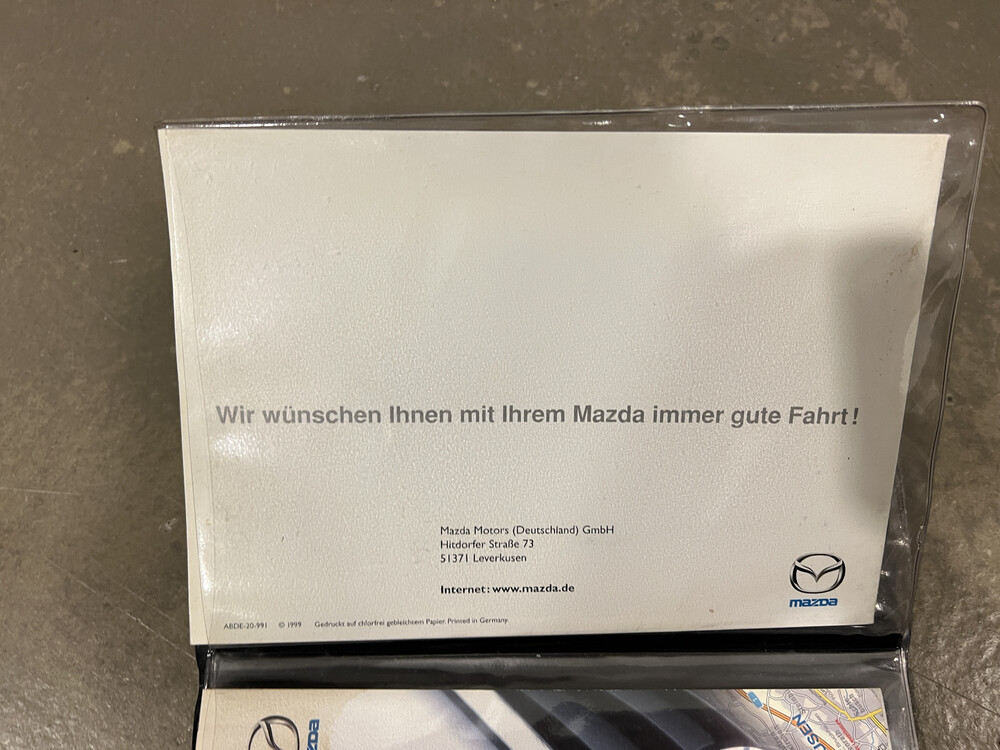 Wir wünschen Ihnen mit Ihrem Mazda immer gute Fahrt!
Mazda Motors (Deutschland) GmbH
Hitdorfer Straße 73
51371 Leverkusen
Internet: www.mazda.de
mazda
ABDE-20-991 © 1999 Gedruckt auf chlorfrei gebleichtem Papier. Printed in Germany.